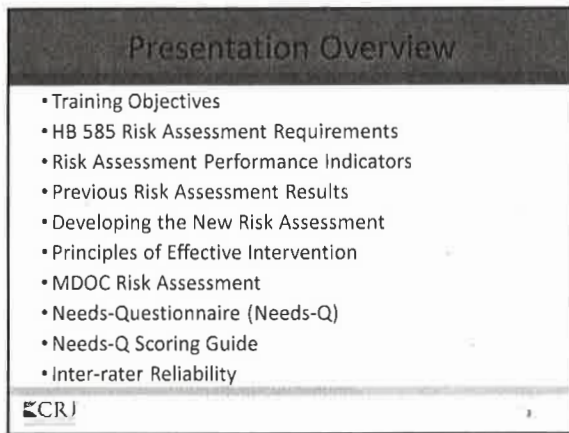 Presentation Overview
• Training Objectives
• HB 585 Risk Assessment Requirements
• Risk Assessment Performance Indicators
• Previous Risk Assessment Results
• Developing the New Risk Assessment
• Principles of Effective Intervention
• MDOC Risk Assessment
• Needs-Questionnaire (Needs-Q)
• Needs-Q Scoring Guide
• Inter-rater Reliability
CRJ